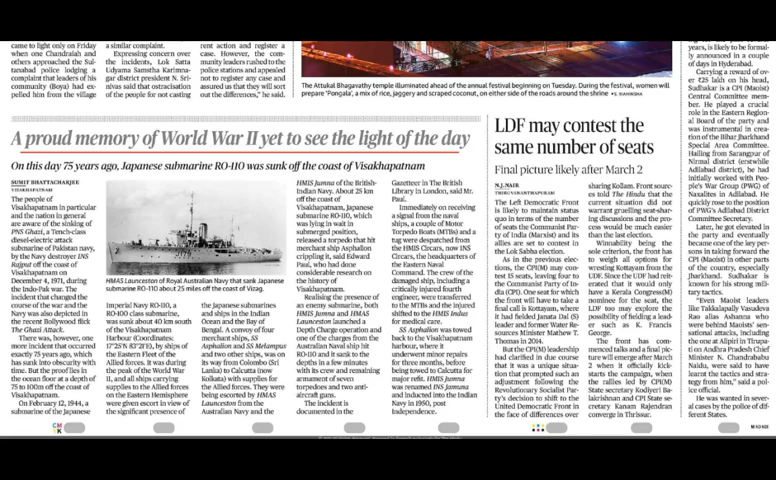 came to light only on Friday
when one Chandraiah and
others approached the Sul-
tanabad police lodging a
complaint that leaders of his
community (Boya) had ex-
pelled him from the village
a similar complaint.
Expressing concern over
the incidents, Lok Satta
Udyama Samstha Karimna-
gar district president N. Sri-
nivas said that ostracisation
of the people for not casting
rent action and register a
case. However, the com-
munity leaders rushed to the
police stations and appealed
not to register any case and
assured us that they will sort
out the differences," he said.
The Attukal Bhagavathy temple illuminated ahead of the annual festival beginning on Tuesday. During the festival, women will
prepare 'Pongala', a mix of rice, jaggery and scraped coconut, on either side of the roads around the shrine
A proud memory of World War II yet to see the light of the day
On this day 75 years ago, Japanese submarine RO-110 was sunk off the coast of Visakhapatnam
SUMIT BHATTACHARJEE
VISAKHAPATNAM
The people of
Visakhapatnam in particular
and the nation in general
are aware of the sinking of
PNS Ghazi, a Tench-class
diesel-electric attack
submarine of Pakistan navy,
by the Navy destroyer INS
Rajput off the coast of
Visakhapatnam on
December 4, 1971, during
the Indo-Pak war. The
incident that changed the
course of the war and the
Navy was also depicted in
the recent Bollywood flick
The Ghazi Attack.
There was, however, one
more incident that occurred
exactly 75 years ago, which
has sunk into obscurity with
time. But the proof lies in
the ocean floor at a depth of
75 to 100m off the coast of
Visakhapatnam.
On February 12, 1944, a
submarine of the Japanese
HMAS Launceston of Royal Australian Navy that sank Japanese
submarine RO-110 about 25 miles off the coast of Vizag.
Imperial Navy RO-110, a
RO-100 class submarine,
was sunk about 40 km south
of the Visakhapatnam
Harbour (Coordinates:
17°25'N 83°21'E), by ships of
the Eastern Fleet of the
Allied forces. It was during
the peak of the World War
II, and all ships carrying
supplies for the Allied forces
on the Eastern Hemisphere
were given escort in view of
the significant presence of
the Japanese submarines
and ships in the Indian
Ocean and the Bay of
Bengal. A convoy of four
merchant ships, SS
Asphalion and SS Metampus
and two other ships, was on
its way from Colombo (Sri
Lanka) to Calcutta (now
Kolkata) with supplies for
the Allied forces. They were
being escorted by HMAS
Launceston from the
Australian Navy and the
HMIS Jumna of the British-
Indian Navy. About 25 km
off the coast of
Visakhapatnam, Japanese
submarine RO-110, which
was lying in wait in
submerged position,
released a torpedo that hit
merchant ship Asphalion
crippling it, said Edward
Paul, who had done
considerable research on
the history of
Visakhapatnam.
Realising the presence of
an enemy submarine, both
HMIS Jumna and HMAS
Launceston launched a
Depth Charge operation and
one of the charges from the
Australian Naval ship hit
RO-110 and it sunk to the
depths in a few minutes
with its crew and remaining
armament of seven
torpedoes and two anti-
aircraft guns.
The incident is
documented in the
Gazetteer in The British
Library in London, said Mr.
Paul.
Immediately on receiving
a signal from the naval
ships, a couple of Motor
Torpedo Boats (MTBs) and a
tug were despatched from
the HMIS Circars, now INS
Circars, the headquarters of
the Eastern Naval
Command. The crew of the
damaged ship, including a
critically injured fourth
engineer, were transferred
to the MTBs and the injured
shifted to the HMIS Indus
for medical care.
SS Asphalion was towed
back to the Visakhapatnam
harbour, where it
underwent minor repairs
for three months, before
being towed to Calcutta for
major refit. HMIS Jumna
was renamed INS Jumna
and inducted into the Indian
Navy in 1950, post
Independence.
LDF may contest the
same number of seats
Final picture likely after March 2
N.J. NAIR
THIRUVANANTHAPURAM
The Left Democratic Front
is likely to maintain status
quo in terms of number of
seats the Communist Par-
ty of India (Marxist) and its
allies are set to contest in
the Lok Sabha election.
As in the previous elec-
tions, the CPI(M) may con-
test 15 seats, leaving four to
the Communist Party of In-
dia (CPI). One seat for which
the front will have to take a
final call is Kottayam, where
it had fielded Janata Dal (S)
leader and former Water Re-
sources Minister Mathew T.
Thomas in 2014.
But the CPI(M) leadership
had clarified in due course
that it was a unique situa-
tion that prompted such an
adjustment following the
Revolutionary Socialist Par-
ty's decision to shift to the
United Democratic Front in
the face of differences over
sharing Kollam. Front sourc-
es told The Hindu that the
current situation did not
warrant gruelling seat-shar-
ing discussions and the pro-
cess would be much easier
than in the last election.
Winnability being the
sole criterion, the front has
to weigh all options for
wresting Kottayam from the
UDF. Since the UDF had reit-
erated that it would only
have a Kerala Congress(M)
nominee for the seat, the
LDF too may explore the
possibility of fielding a lead-
er such as K. Francis
George.
The front has com-
menced talks and a final pic-
ture will emerge after March
2 when it officially kick-
starts the campaign, when
the rallies led by CPI(M)
State secretary Kodiyeri Ba-
lakrishnan and CPI State se-
cretary Kanam Rajendran
converge in Thrissur.
years, is likely to be formal-
ly announced in a couple
of days in Hyderabad.
Carrying a reward of ov-
er ₹25 lakh on his head,
Sudhakar is a CPI (Maoist)
Central Committee mem-
ber. He played a crucial
role in the Eastern Region-
al Board of the party and
was instrumental in crea-
tion of the Bihar Jharkhand
Special Area Committee.
Hailing from Sarangpur of
Nirmal district (erstwhile
Adilabad district), he had
initially worked with Peo-
ple's War Group (PWG) of
Naxalites in Adilabad. He
quickly rose to the position
of PWG's Adilabad District
Committee Secretary.
Later, he got elevated in
the party and eventually
became one of the key per-
sons in taking forward the
CPI (Maoist) in other parts
of the country, especially
Jharkhand. Sudhakar is
known for his strong mili-
tary tactics.
"Even Maoist leaders
like Takkalapally Vasudeva
Rao alias Ashanna who
were behind Maoists' sen-
sational attacks, including
the one at Alipiri in Tirupa-
ti on Andhra Pradesh Chief
Minister N. Chandrababu
Naidu, were said to have
learnt the tactics and strate-
gy from him," said a pol-
ice official.
He was wanted in sever-
al cases by the police of dif-
ferent States.
CM
YK